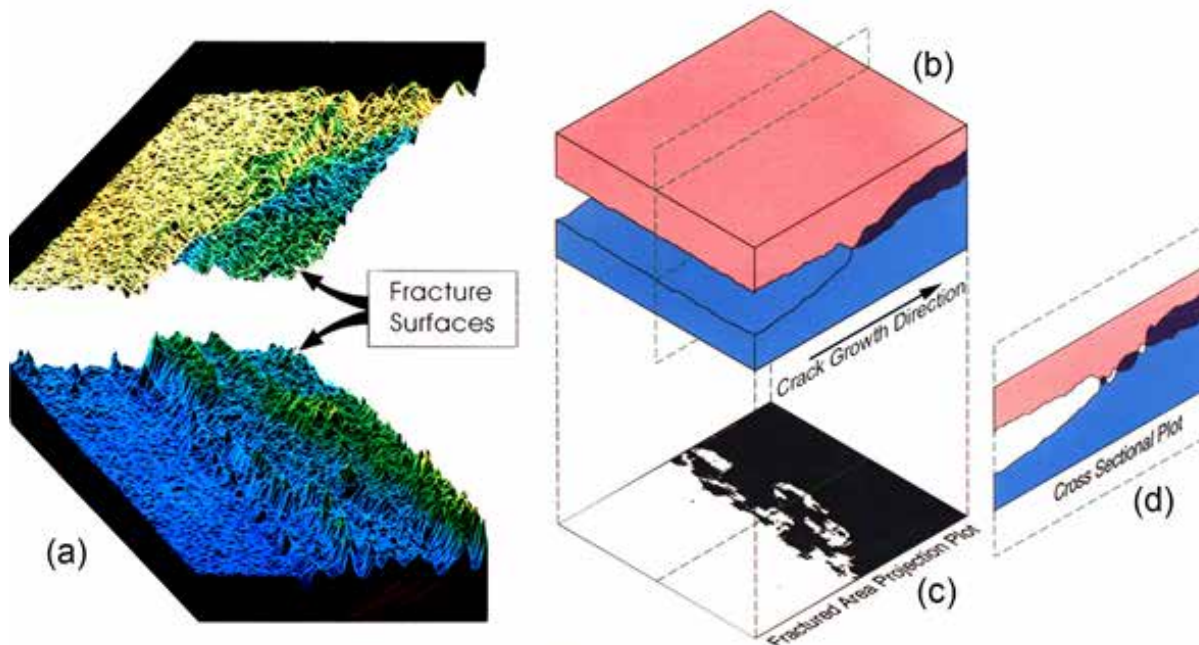 (a)
Fracture
Surfaces
(b)
Crack Growth Direction
Fractured Area Projection Plot
(c)
Cross Sectional Plot
(d)